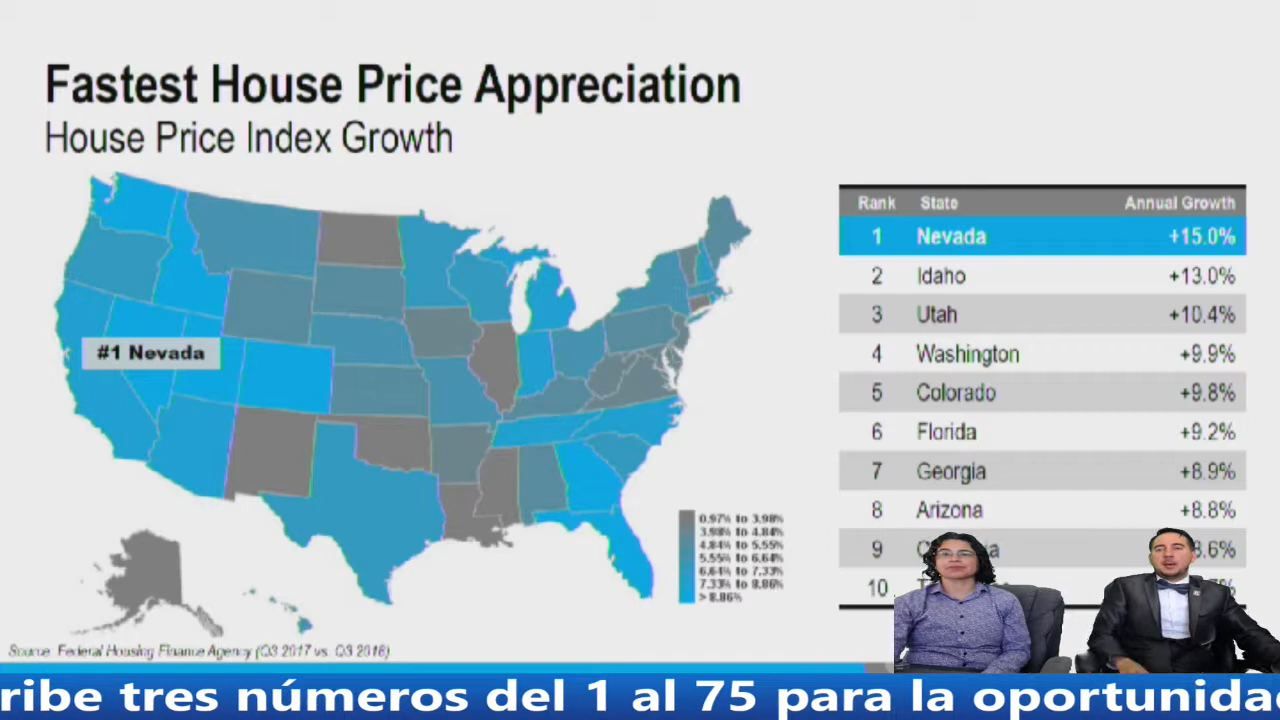 Fastest House Price Appreciation
House Price Index Growth
Rank State Annual Growth
1 Nevada +15.0%
2 Idaho +13.0%
3 Utah +10.4%
4 Washington +9.9%
5 Colorado +9.8%
6 Florida +9.2%
7 Georgia +8.9%
8 Arizona +8.8%
9
10
#1 Nevada
0.97% to 3.98%
3.98% to 4.84%
4.84% to 5.55%
5.55% to 6.64%
6.64% to 7.33%
7.33% to 8.86%
> 8.86%
Source: Federal Housing Finance Agency (Q3 2017 vs. Q3 2018)
ribe tres números del 1 al 75 para la oportunidad